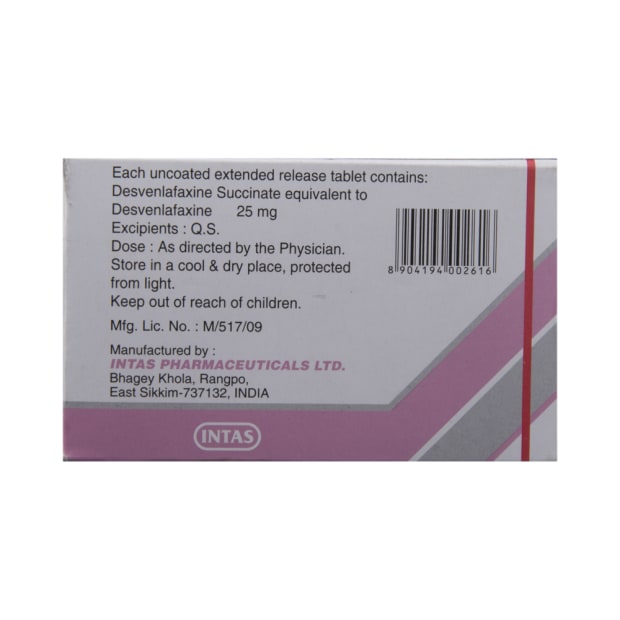 Each uncoated extended release tablet contains:
Desvenlafaxine Succinate equivalent to
Desvenlafaxine 25 mg
Excipients : Q.S.
Dose : As directed by the Physician.
Store in a cool & dry place, protected
from light.
Keep out of reach of children.
Mfg. Lic. No. : M/517/09
Manufactured by :
INTAS PHARMACEUTICALS LTD.
Bhagey Khola, Rangpo,
East Sikkim-737132, INDIA
8 904194 002616
INTAS